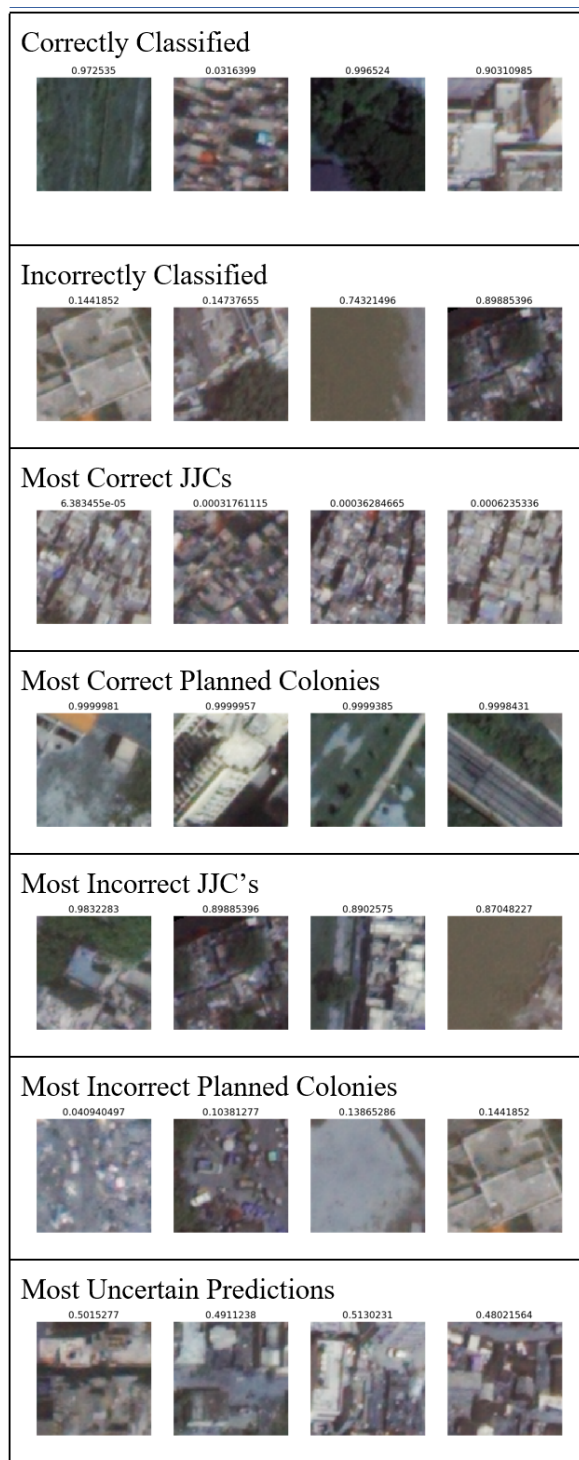 Correctly Classified
0.972535 0.0316399 0.996524 0.90310985
Incorrectly Classified
0.1441852 0.14737655 0.74321496 0.89885396
Most Correct JJCs
6.383455e-05 0.00031761115 0.00036284665 0.0006235336
Most Correct Planned Colonies
0.9999981 0.9999957 0.9999385 0.9998431
Most Incorrect JJC's
0.9832283 0.89885396 0.8902575 0.87048227
Most Incorrect Planned Colonies
0.040940497 0.10381277 0.13865286 0.1441852
Most Uncertain Predictions
0.5015277 0.4911238 0.5130231 0.48021564